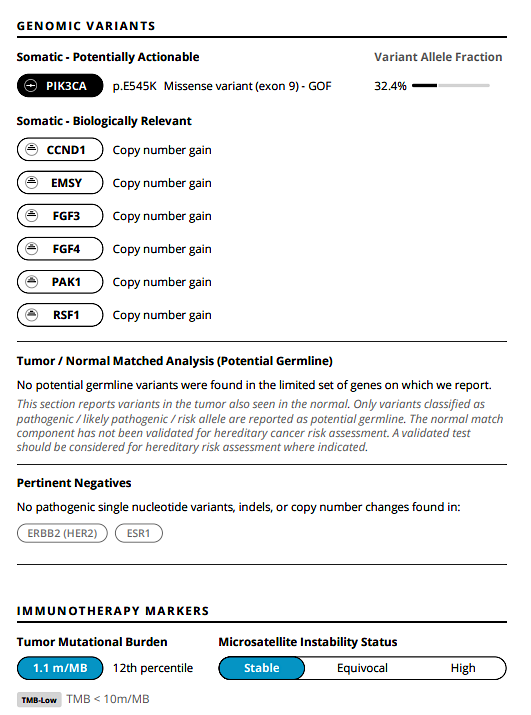 GENOMIC VARIANTS
Somatic - Potentially Actionable Variant Allele Fraction
PIK3CA p.E545K Missense variant (exon 9) - GOF 32.4%
Somatic - Biologically Relevant
CCND1 Copy number gain
EMSY Copy number gain
FGF3 Copy number gain
FGF4 Copy number gain
PAK1 Copy number gain
RSF1 Copy number gain
Tumor / Normal Matched Analysis (Potential Germline)
No potential germline variants were found in the limited set of genes on which we report.
This section reports variants in the tumor also seen in the normal. Only variants classified as
pathogenic / likely pathogenic / risk allele are reported as potential germline. The normal match
component has not been validated for hereditary cancer risk assessment. A validated test
should be considered for hereditary risk assessment where indicated.
Pertinent Negatives
No pathogenic single nucleotide variants, indels, or copy number changes found in:
ERBB2 (HER2) ESR1
IMMUNOTHERAPY MARKERS
Tumor Mutational Burden Microsatellite Instability Status
1.1 m/MB 12th percentile Stable Equivocal High
TMB-Low TMB < 10m/MB